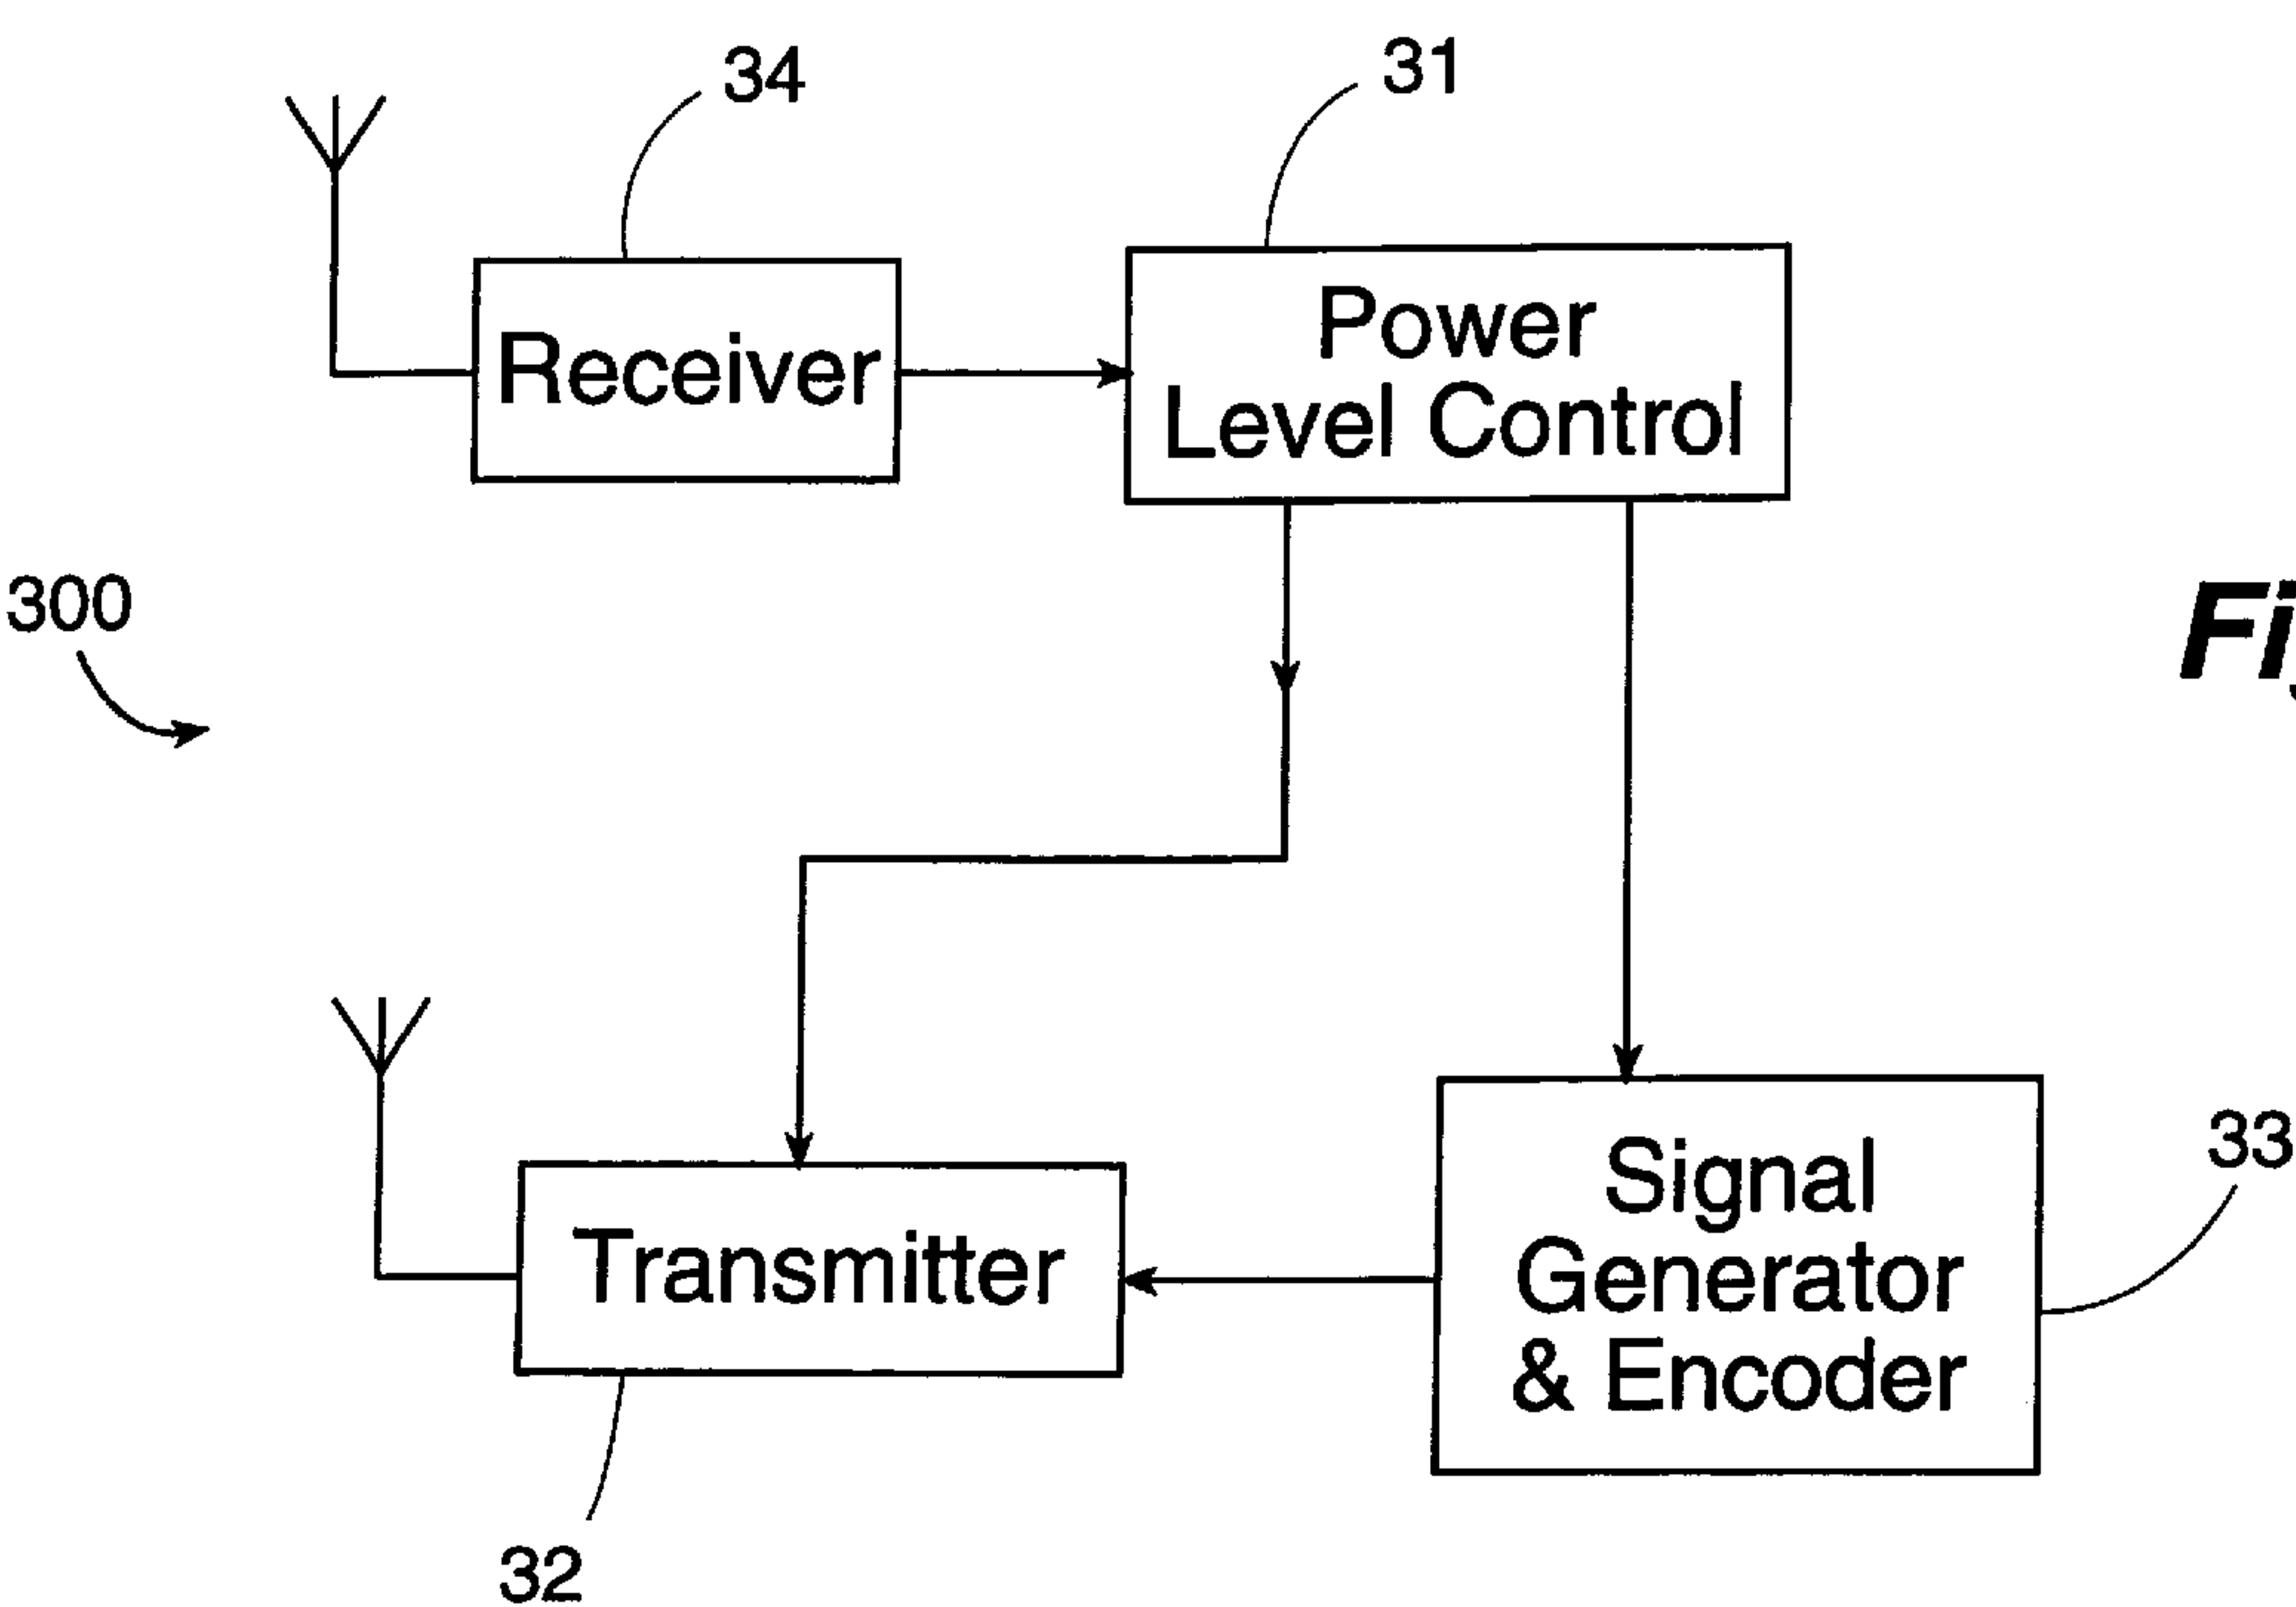 34
31
Receiver
Power
Level Control
300
33
Signal
Generator
& Encoder
Transmitter
32